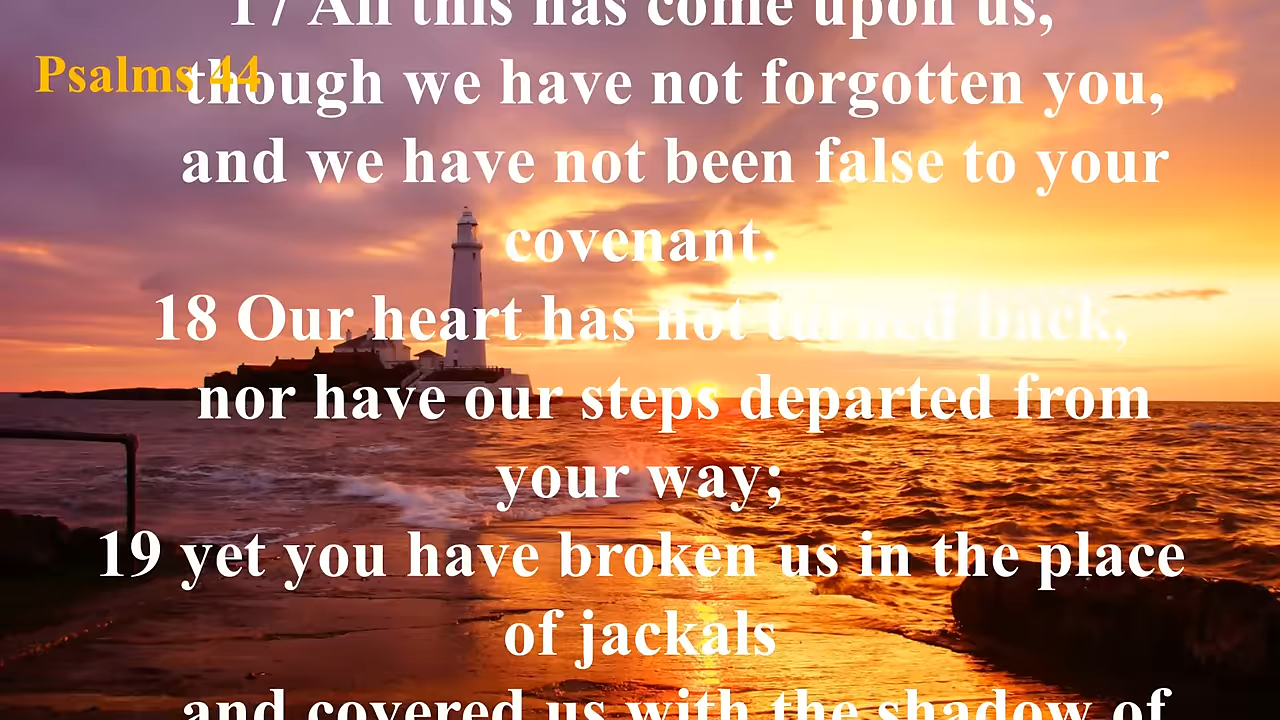 17 All this has come upon us,
Psalms 44
though we have not forgotten you,
and we have not been false to your
covenant.
18 Our heart has not turned back,
nor have our steps departed from
your way;
19 yet you have broken us in the place
of jackals
and covered us with the shadow of